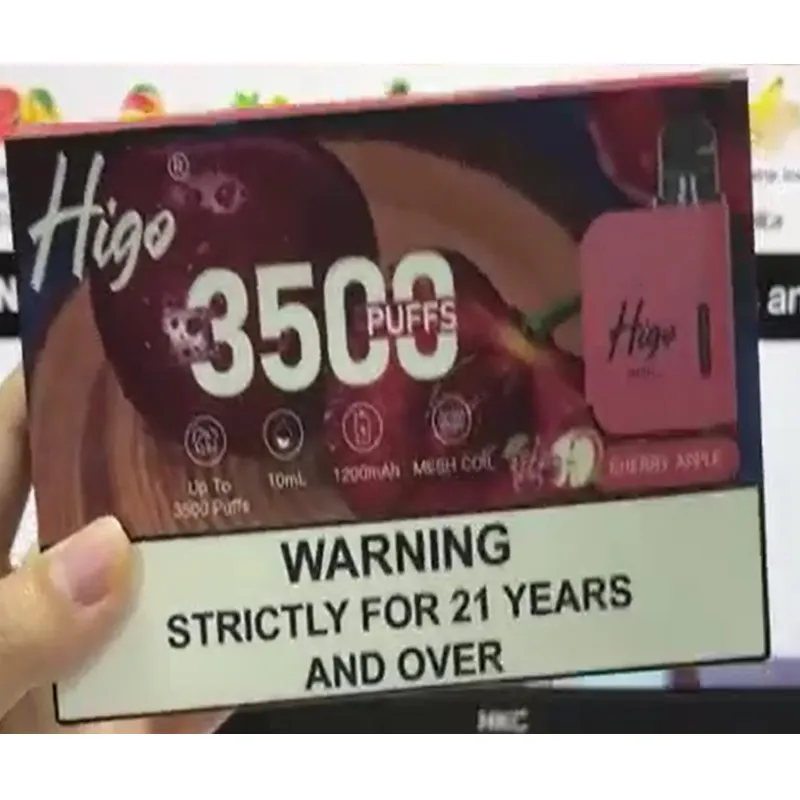 Higo®
3500
PUFFS
Higo
Up To
3500 Puffs
10mL
1200mAh
MESH COIL
CHERRY APPLE
WARNING
STRICTLY FOR 21 YEARS
AND OVER
HKC